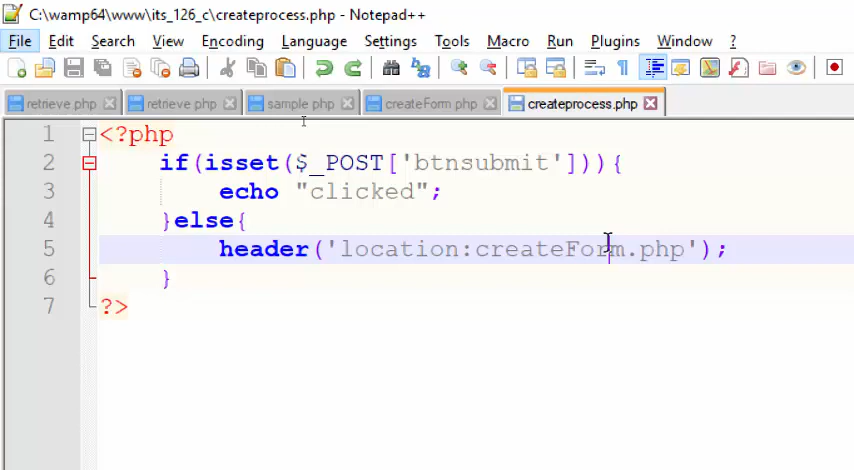 C:\wamp64\www\its_126_c\createprocess.php - Notepad++
File Edit Search View Encoding Language Settings Tools Macro Run Plugins Window ?
retrieve php retrieve php sample php createForm php createprocess.php
1 <?php
2 if(isset($_POST['btnsubmit'])){
3 echo "clicked";
4 }else{
5 header('location:createForm.php');
6 }
7 ?>